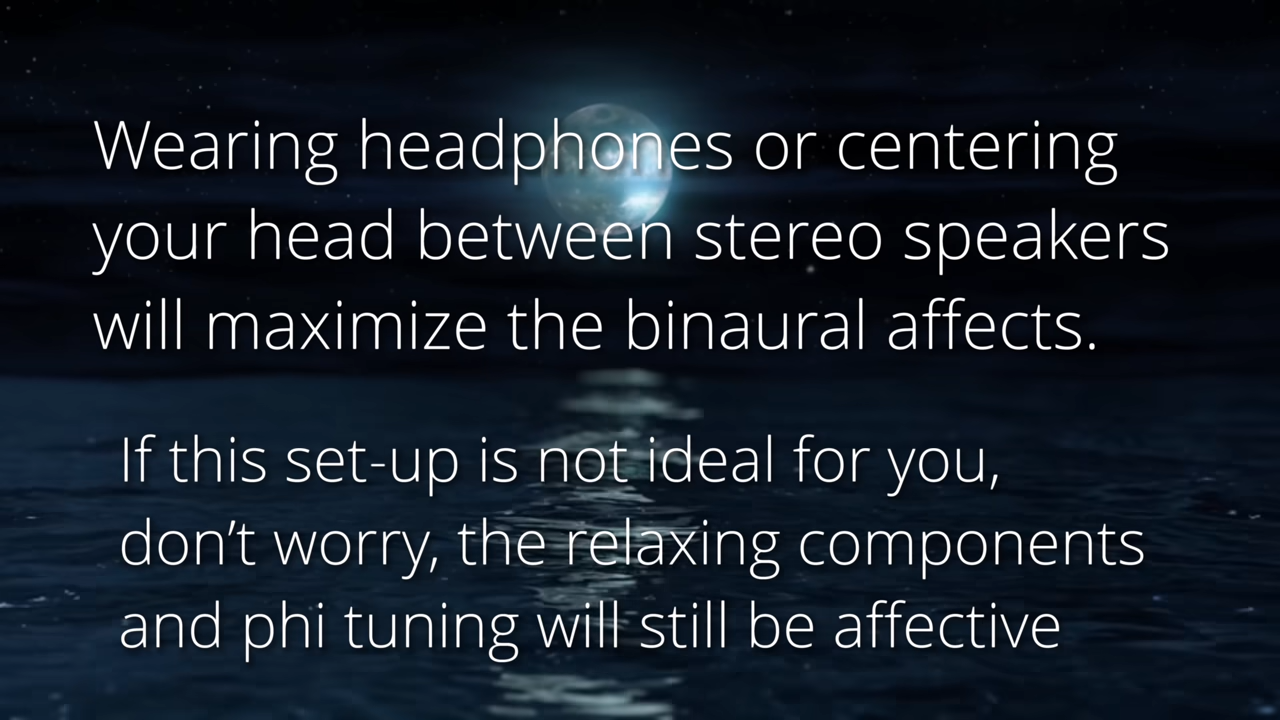 Wearing headphones or centering
your head between stereo speakers
will maximize the binaural affects.
If this set-up is not ideal for you,
don’t worry, the relaxing components
and phi tuning will still be affective